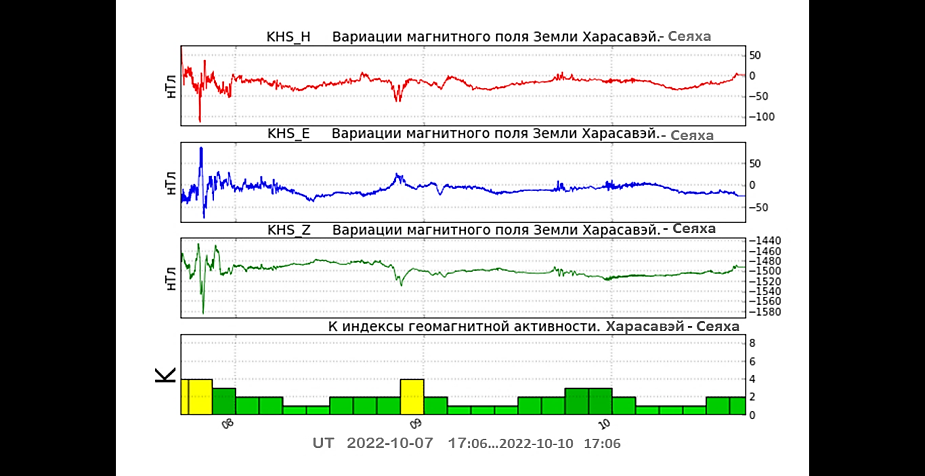 KHS_H Вариации магнитного поля Земли Харасавэй.- Сеяха
нТл
50
0
−50
−100
KHS_E Вариации магнитного поля Земли Харасавэй.- Сеяха
нТл
50
0
−50
KHS_Z Вариации магнитного поля Земли Харасавэй.- Сеяха
нТл
−1440
−1460
−1480
−1500
−1520
−1540
−1560
−1580
К индексы геомагнитной активности. Харасавэй - Сеяха
K
8
6
4
2
0
08 09 10
UT 2022-10-07 17:06...2022-10-10 17:06